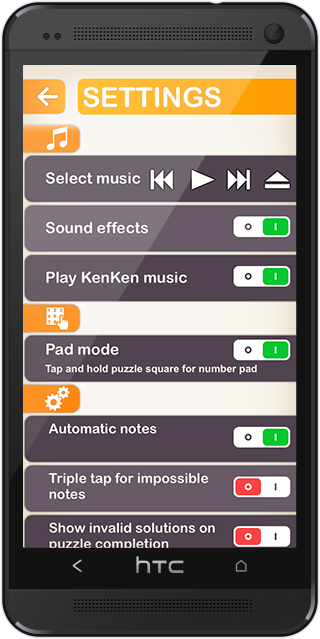 SETTINGS
Select music
Sound effects
O I
Play KenKen music
O I
Pad mode
Tap and hold puzzle square for number pad
O I
Automatic notes
O I
Triple tap for impossible
notes
O I
Show invalid solutions on
puzzle completion
O I
hTC